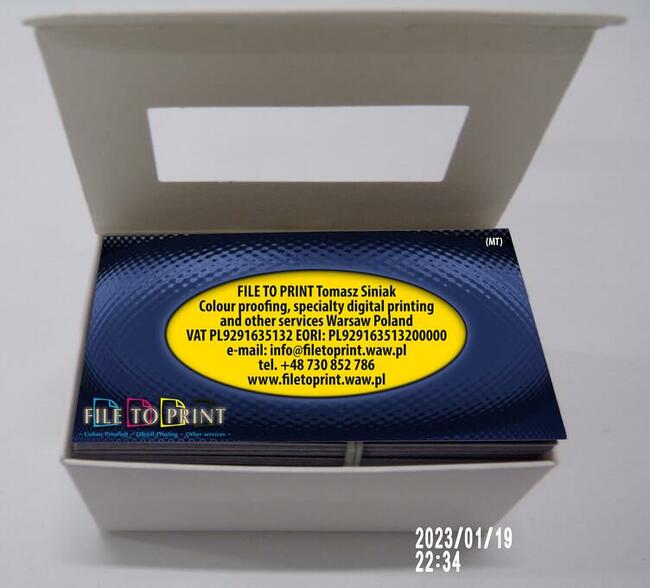 (MT)
FILE TO PRINT Tomasz Siniak
Colour proofing, specialty digital printing
and other services Warsaw Poland
VAT PL9291635132 EORI: PL929163513200000
e-mail: info@filetoprint.waw.pl
tel. +48 730 852 786
www.filetoprint.waw.pl
FILE TO PRINT
~ Colour Proofing ~ Digital Printing ~ Other services ~
2023/01/19
22:34